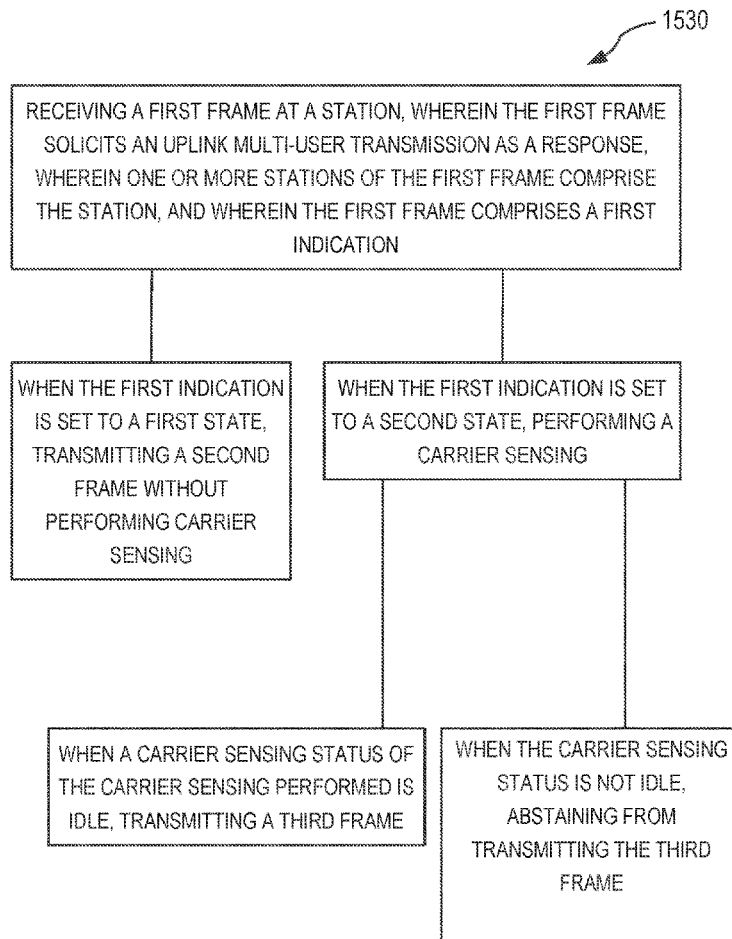 1530
RECEIVING A FIRST FRAME AT A STATION, WHEREIN THE FIRST FRAME
SOLICITS AN UPLINK MULTI-USER TRANSMISSION AS A RESPONSE,
WHEREIN ONE OR MORE STATIONS OF THE FIRST FRAME COMPRISE
THE STATION, AND WHEREIN THE FIRST FRAME COMPRISES A FIRST
INDICATION
WHEN THE FIRST INDICATION
IS SET TO A FIRST STATE,
TRANSMITTING A SECOND
FRAME WITHOUT
PERFORMING CARRIER
SENSING
WHEN THE FIRST INDICATION IS SET
TO A SECOND STATE, PERFORMING A
CARRIER SENSING
WHEN A CARRIER SENSING STATUS OF
THE CARRIER SENSING PERFORMED IS
IDLE, TRANSMITTING A THIRD FRAME
WHEN THE CARRIER SENSING
STATUS IS NOT IDLE,
ABSTAINING FROM
TRANSMITTING THE THIRD
FRAME